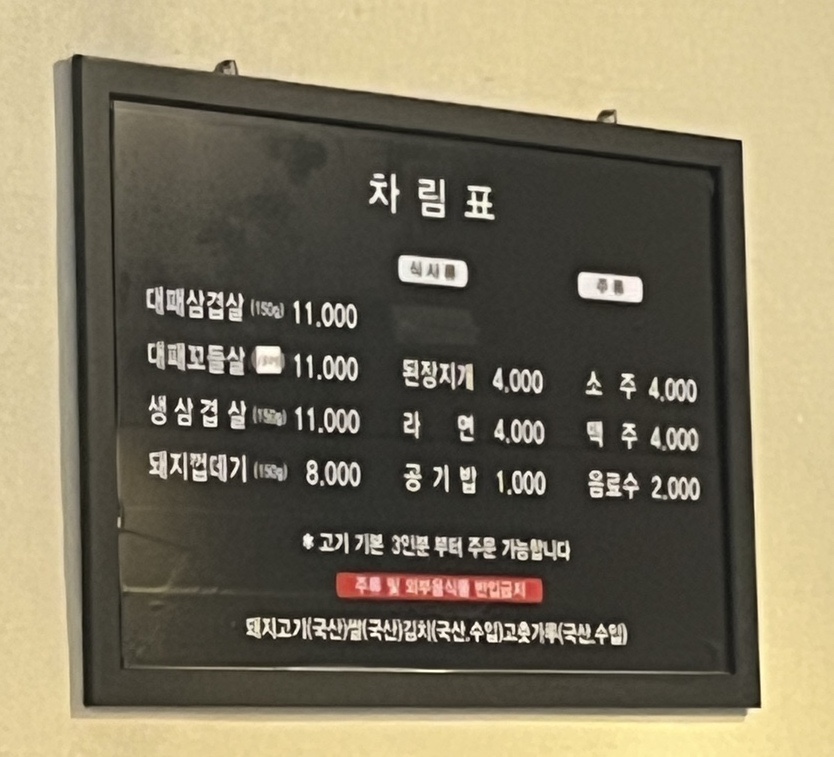 차림표
식사류 주류
대패삼겹살 (150g) 11.000
대패꼬들살 11.000 된장지개 4.000 소 주 4.000
생삼겹살 (150g) 11.000 라 면 4.000 맥 주 4.000
돼지껍데기 (150g) 8.000 공기밥 1.000 음료수 2.000
* 고기 기본 3인분 부터 주문 가능합니다
주류 및 외부음식물 반입금지
돼지고기(국산)쌀(국산)김치(국산.수입)고춧가루(국산.수입)